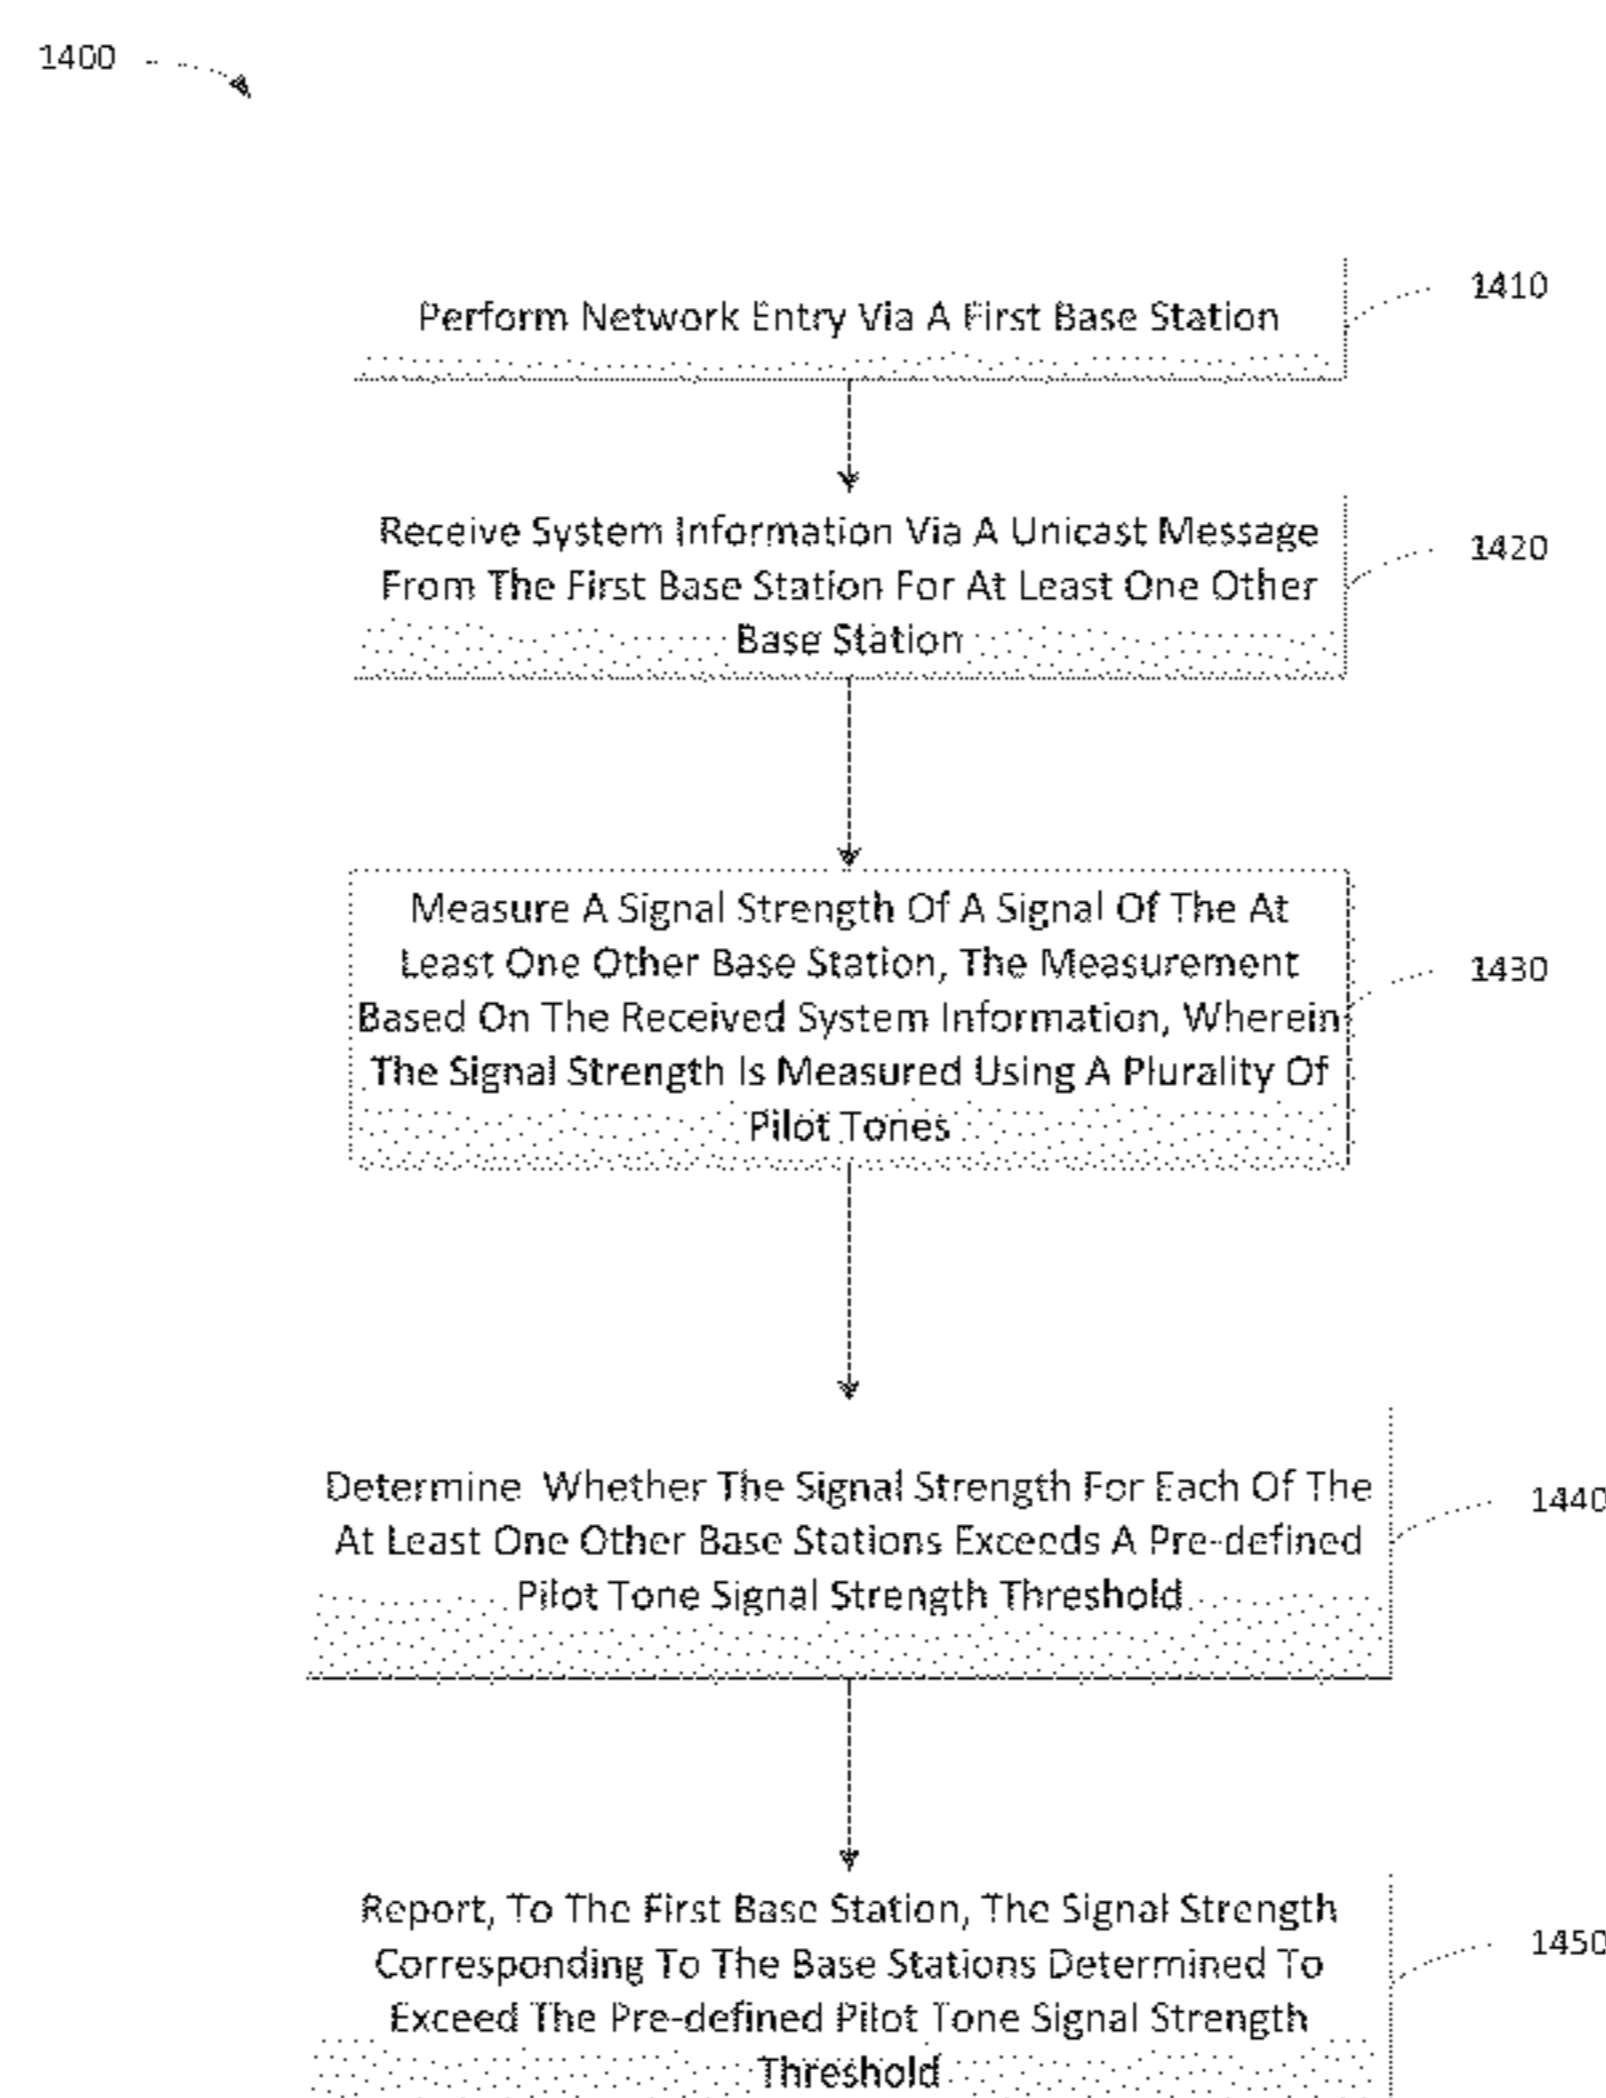 1400
Perform Network Entry Via A First Base Station
1410
Receive System Information Via A Unicast Message
From The First Base Station For At Least One Other
Base Station
1420
Measure A Signal Strength Of A Signal Of The At
Least One Other Base Station, The Measurement
Based On The Received System Information, Wherein
The Signal Strength Is Measured Using A Plurality Of
Pilot Tones
1430
Determine Whether The Signal Strength For Each Of The
At Least One Other Base Stations Exceeds A Pre-defined
Pilot Tone Signal Strength Threshold
1440
Report, To The First Base Station, The Signal Strength
Corresponding To The Base Stations Determined To
Exceed The Pre-defined Pilot Tone Signal Strength
Threshold
1450